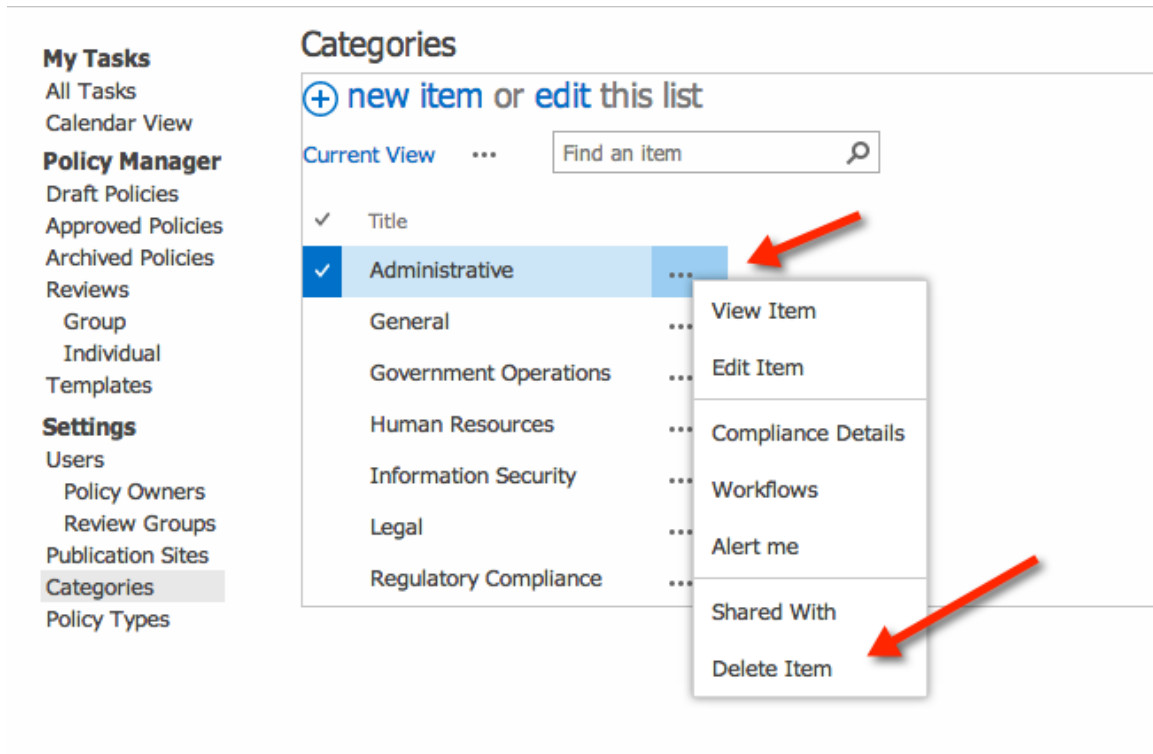 My Tasks
All Tasks
Calendar View
Policy Manager
Draft Policies
Approved Policies
Archived Policies
Reviews
Group
Individual
Templates
Settings
Users
Policy Owners
Review Groups
Publication Sites
Categories
Policy Types
Categories
new item or edit this list
Current View ... Find an item
Title
Administrative ...
General ...
Government Operations ...
Human Resources ...
Information Security ...
Legal ...
Regulatory Compliance ...
View Item
Edit Item
Compliance Details
Workflows
Alert me
Shared With
Delete Item